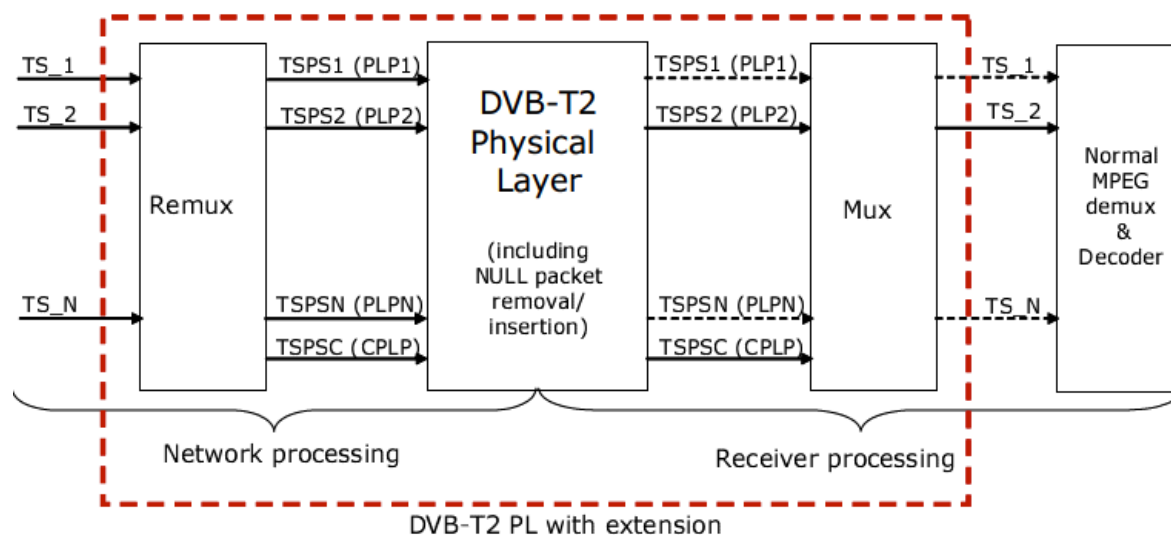 TS_1
TS_2
TS_N
Remux
TSPS1 (PLP1)
TSPS2 (PLP2)
TSPSN (PLPN)
TSPSC (CPLP)
DVB-T2
Physical
Layer
(including
NULL packet
removal/
insertion)
TSPS1 (PLP1)
TSPS2 (PLP2)
TSPSN (PLPN)
TSPSC (CPLP)
Mux
TS_1
TS_2
TS_N
Normal
MPEG
demux
&
Decoder
Network processing
Receiver processing
DVB-T2 PL with extension